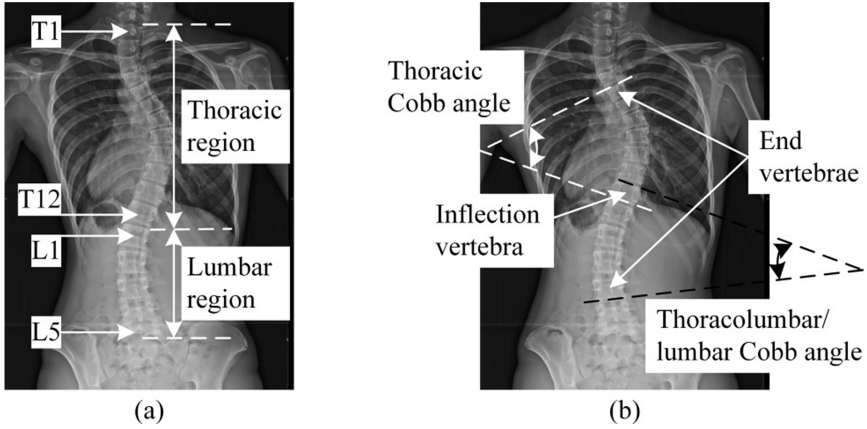 T1
Thoracic
region
T12
L1
Lumbar
region
L5
(a)
Thoracic
Cobb angle
End
vertebrae
Inflection
vertebra
Thoracolumbar/
lumbar Cobb angle
(b)